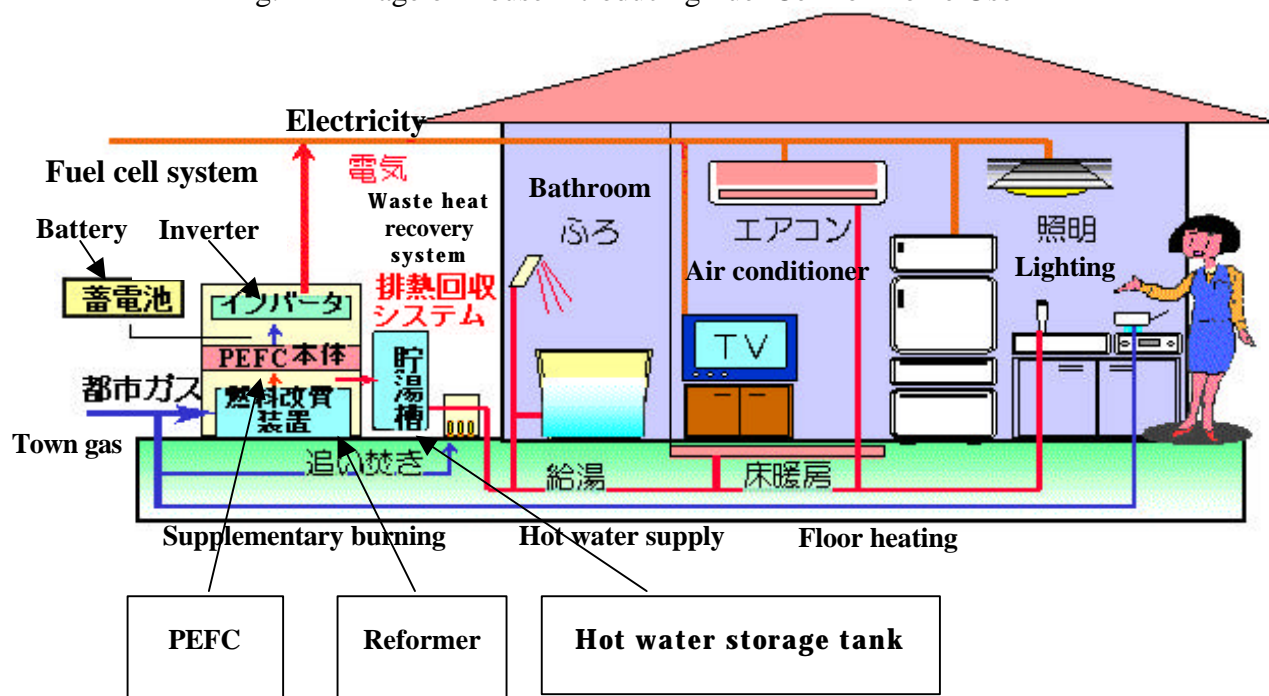 Electricity
電気
Fuel cell system
Waste heat
recovery
system
Battery
Inverter
蓄電池
インバータ
排熱回収
システム
PEFC本体
貯湯槽
都市ガス
燃料改質
装置
Town gas
追い焚き
Bathroom
ふろ
エアコン
Air conditioner
照明
Lighting
TV
給湯
床暖房
Supplementary burning
Hot water supply
Floor heating
PEFC
Reformer
Hot water storage tank